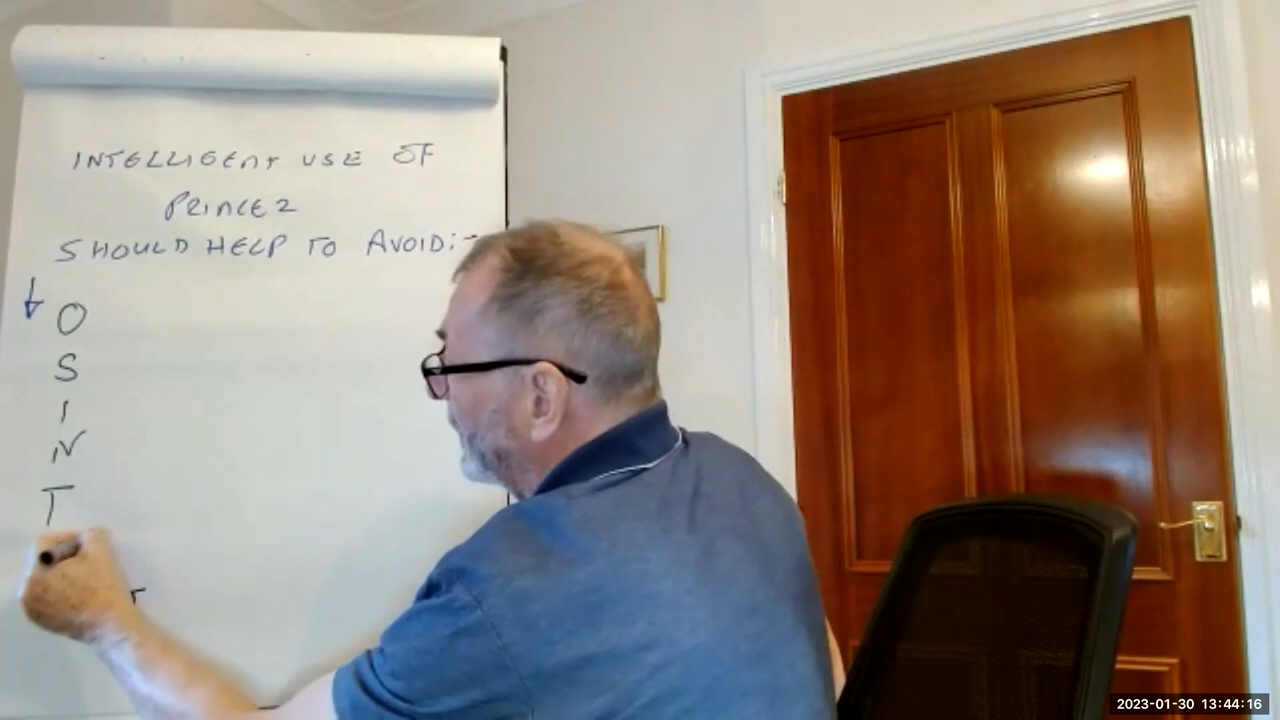 INTELLIGENT USE OF
PRINCE2
SHOULD HELP TO AVOID:-
O
S
I
N
T
2023-01-30 13:44:16